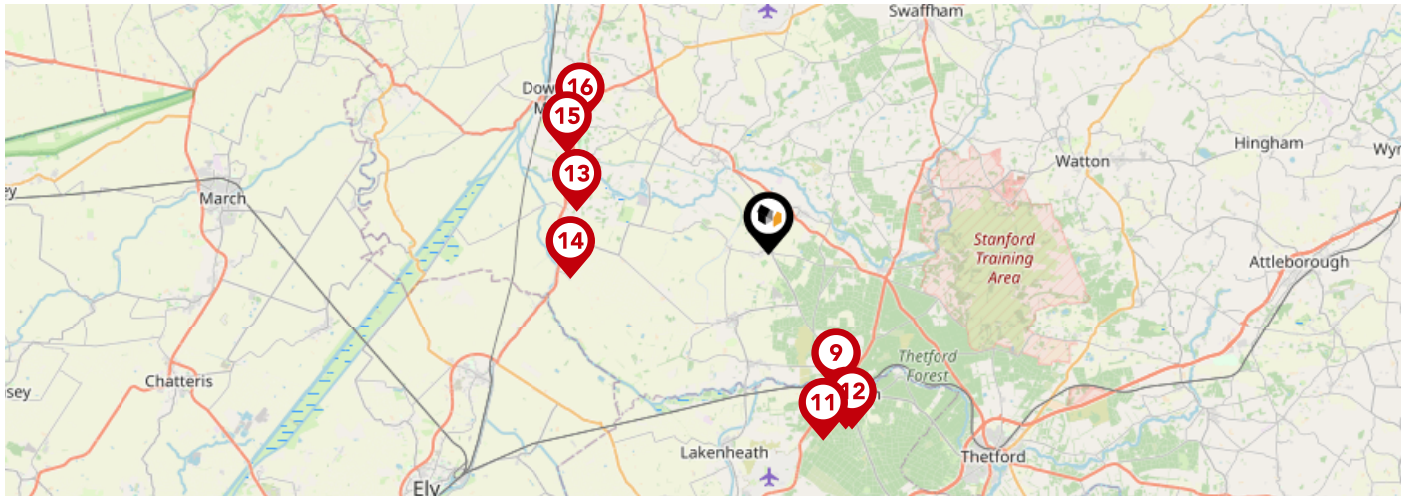 Swaffham
Dow
16
M
15
Hingham
Wy
Watton
ey
13
March
14
Stanford
Training
Area
Attleborough
9
Thetford
Forest
Chatteris
sey
12
11
n
Lakenheath
Thetford
Ely